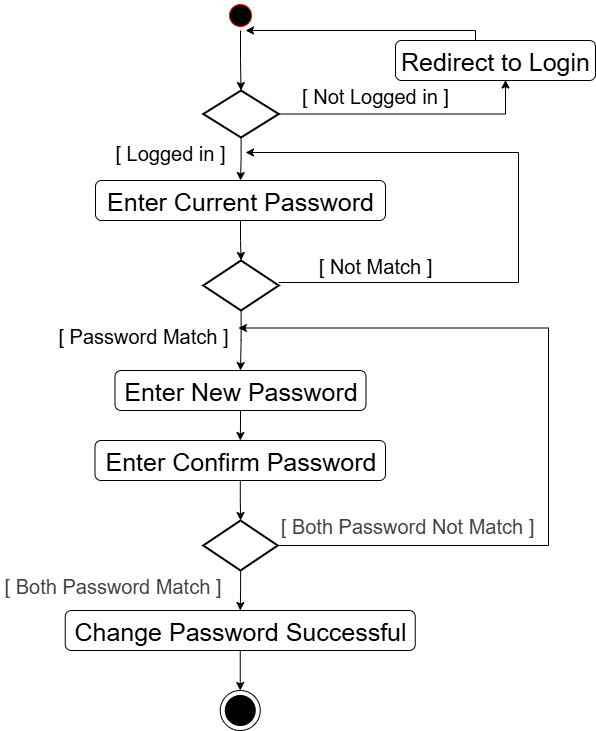 Redirect to Login
[ Not Logged in ]
[ Logged in ]
Enter Current Password
[ Not Match ]
[ Password Match ]
Enter New Password
Enter Confirm Password
[ Both Password Not Match ]
[ Both Password Match ]
Change Password Successful